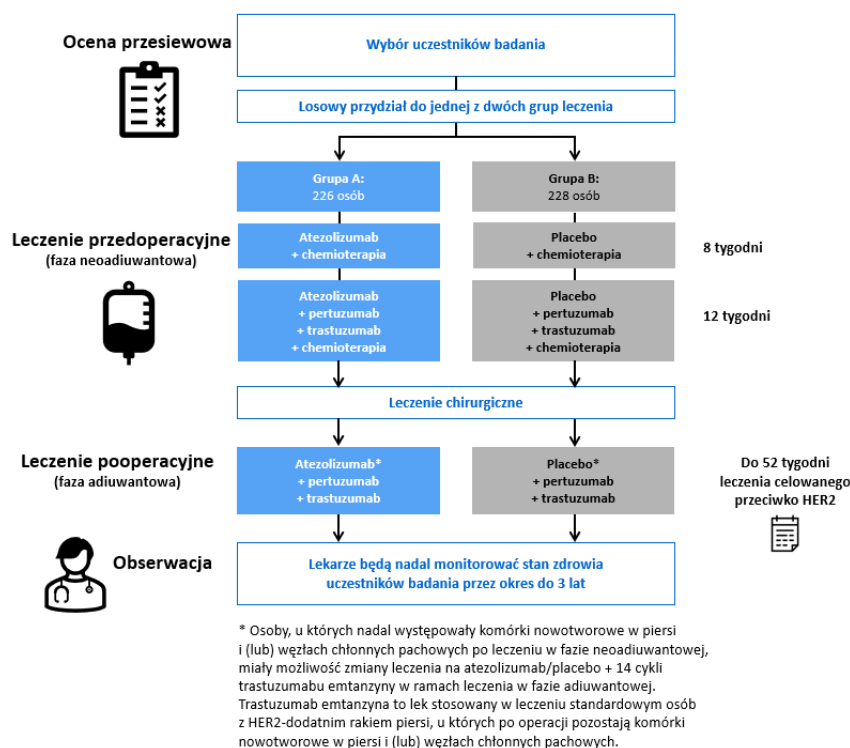 Ocena przesiewowa
Wybór uczestników badania
Losowy przydział do jednej z dwóch grup leczenia
Grupa A:
226 osób
Grupa B:
228 osób
Leczenie przedoperacyjne
(faza neoadiuwantowa)
Atezolizumab
+ chemioterapia
Placebo
+ chemioterapia
8 tygodni
Atezolizumab
+ pertuzumab
+ trastuzumab
+ chemioterapia
Placebo
+ pertuzumab
+ trastuzumab
+ chemioterapia
12 tygodni
Leczenie chirurgiczne
Leczenie pooperacyjne
(faza adiuwantowa)
Atezolizumab*
+ pertuzumab
+ trastuzumab
Placebo*
+ pertuzumab
+ trastuzumab
Do 52 tygodni
leczenia celowanego
przeciwko HER2
Obserwacja
Lekarze będą nadal monitorować stan zdrowia
uczestników badania przez okres do 3 lat
* Osoby, u których nadal występowały komórki nowotworowe w piersi
i (lub) węzłach chłonnych pachowych po leczeniu w fazie neoadiuwantowej,
miały możliwość zmiany leczenia na atezolizumab/placebo + 14 cykli
trastuzumabu emtanzyny w ramach leczenia w fazie adiuwantowej.
Trastuzumab emtanzyna to lek stosowany w leczeniu standardowym osób
z HER2-dodatnim rakiem piersi, u których po operacji pozostają komórki
nowotworowe w piersi i (lub) węzłach chłonnych pachowych.